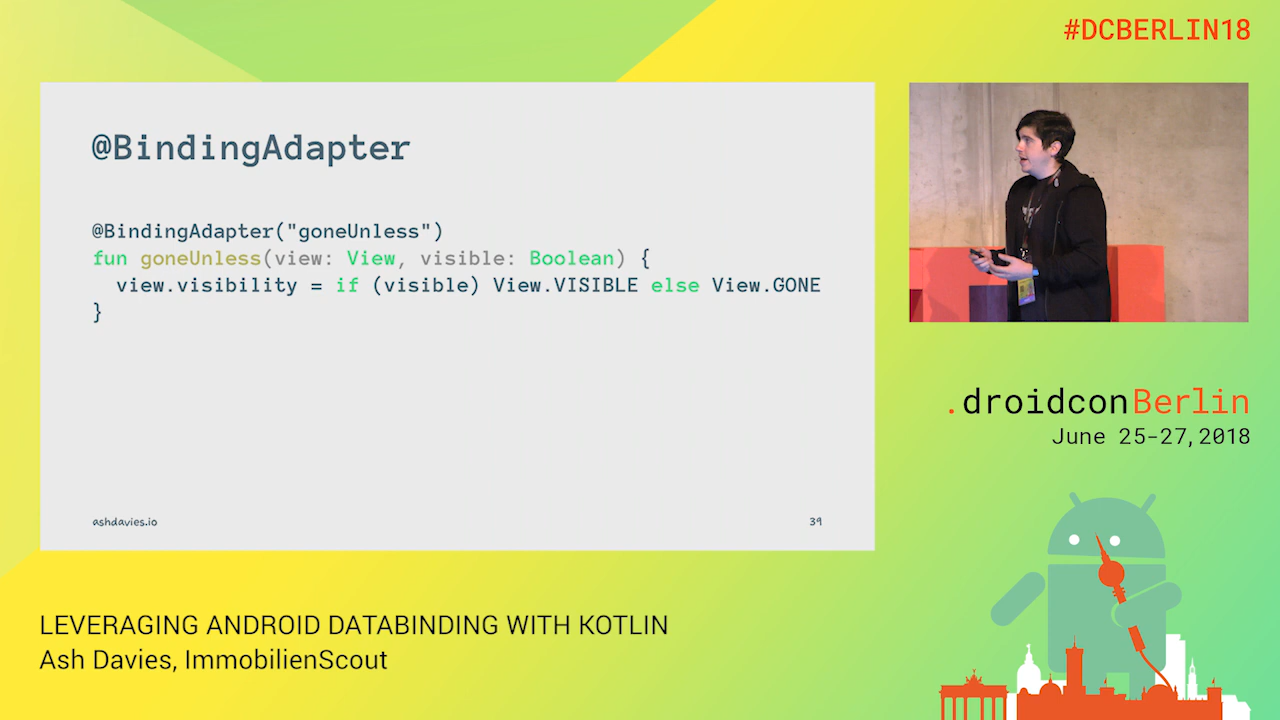 #DCBERLIN18
@BindingAdapter
@BindingAdapter("goneUnless")
fun goneUnless(view: View, visible: Boolean) {
  view.visibility = if (visible) View.VISIBLE else View.GONE
}
ashdavies.io
39
.droidconBerlin
June 25-27, 2018
LEVERAGING ANDROID DATABINDING WITH KOTLIN
Ash Davies, ImmobilienScout